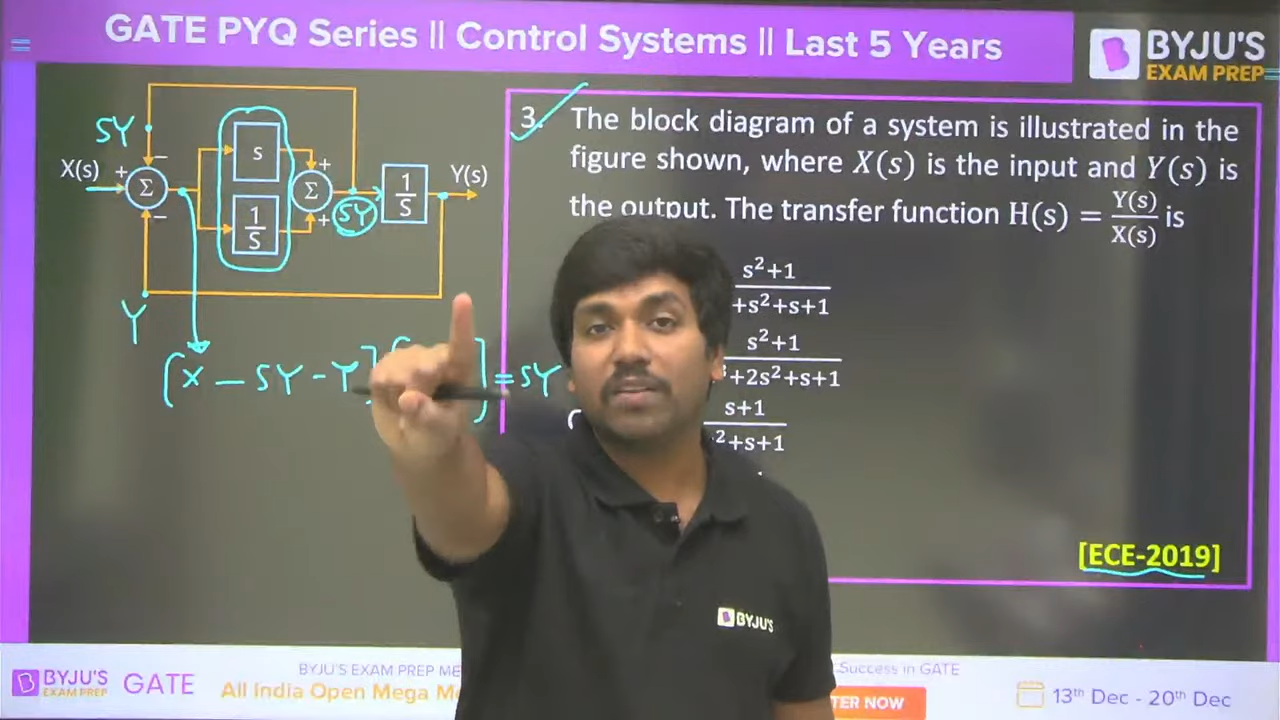 GATE PYQ Series || Control Systems || Last 5 Years
BYJU'S
EXAM PREP
3. The block diagram of a system is illustrated in the
figure shown, where X(s) is the input and Y(s) is
the output. The transfer function H(s) = Y(s)/X(s) is
s²+1
+s²+s+1
s²+1
+2s²+s+1
s+1
²+s+1
[ECE-2019]
SY
X(s) + − Σ −
s
1/S
+ Σ +
SY
1/S
Y(s)
Y
[X − SY − Y] = SY
BYJU'S
BYJU'S
EXAM PREP
GATE
BYJU'S EXAM PREP ME
All India Open Mega M
Success in GATE
TER NOW
13th Dec - 20th Dec